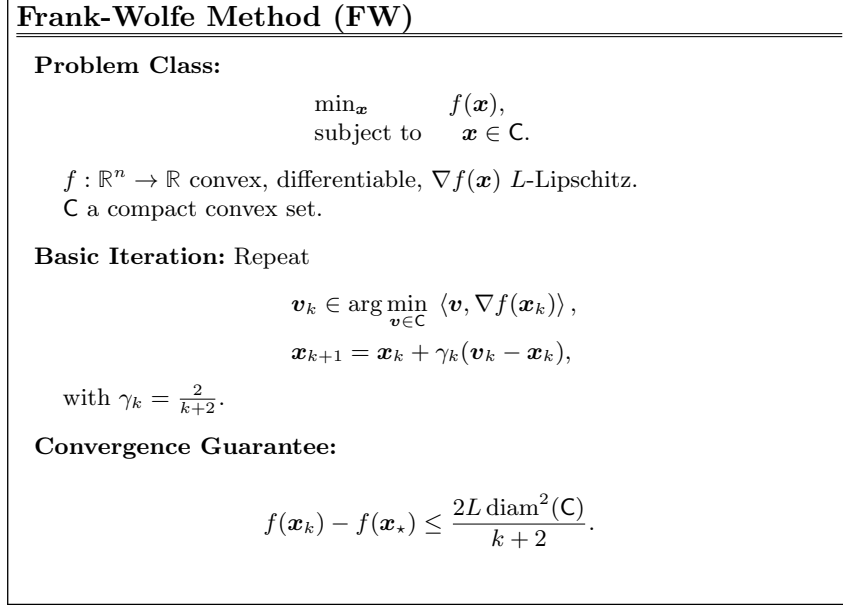 Frank-Wolfe Method (FW)
Problem Class:
min_𝒙 f(𝒙),
subject to 𝒙 ∈ C.
f : ℝⁿ → ℝ convex, differentiable, ∇f(𝒙) L-Lipschitz.
C a compact convex set.
Basic Iteration: Repeat
𝒗_k ∈ arg min_{𝒗∈C} ⟨𝒗, ∇f(𝒙_k)⟩,
𝒙_{k+1} = 𝒙_k + γ_k(𝒗_k − 𝒙_k),
with γ_k = 2/(k+2).
Convergence Guarantee:
f(𝒙_k) − f(𝒙_⋆) ≤ 2L diam²(C)/(k + 2).